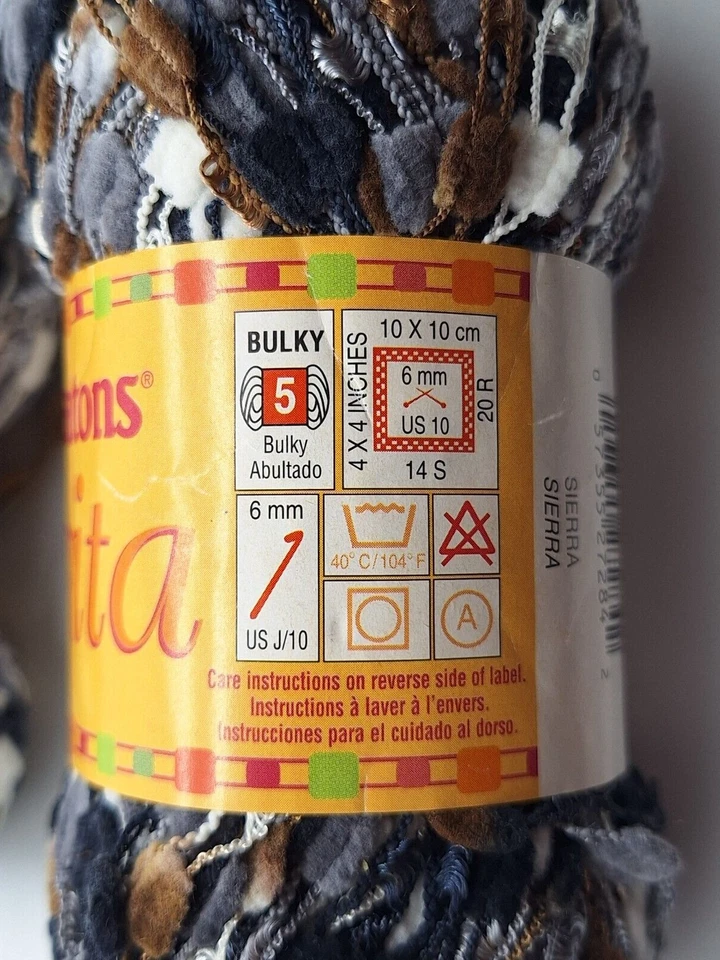 BULKY
5
Bulky
Abultado
4 X 4 INCHES
10 X 10 cm
6 mm
US 10
20 R
14 S
6 mm
US J/10
40° C/104° F
A
Care instructions on reverse side of label.
Instructions à laver à l'envers.
Instrucciones para el cuidado al dorso.
SIERRA
SIERRA